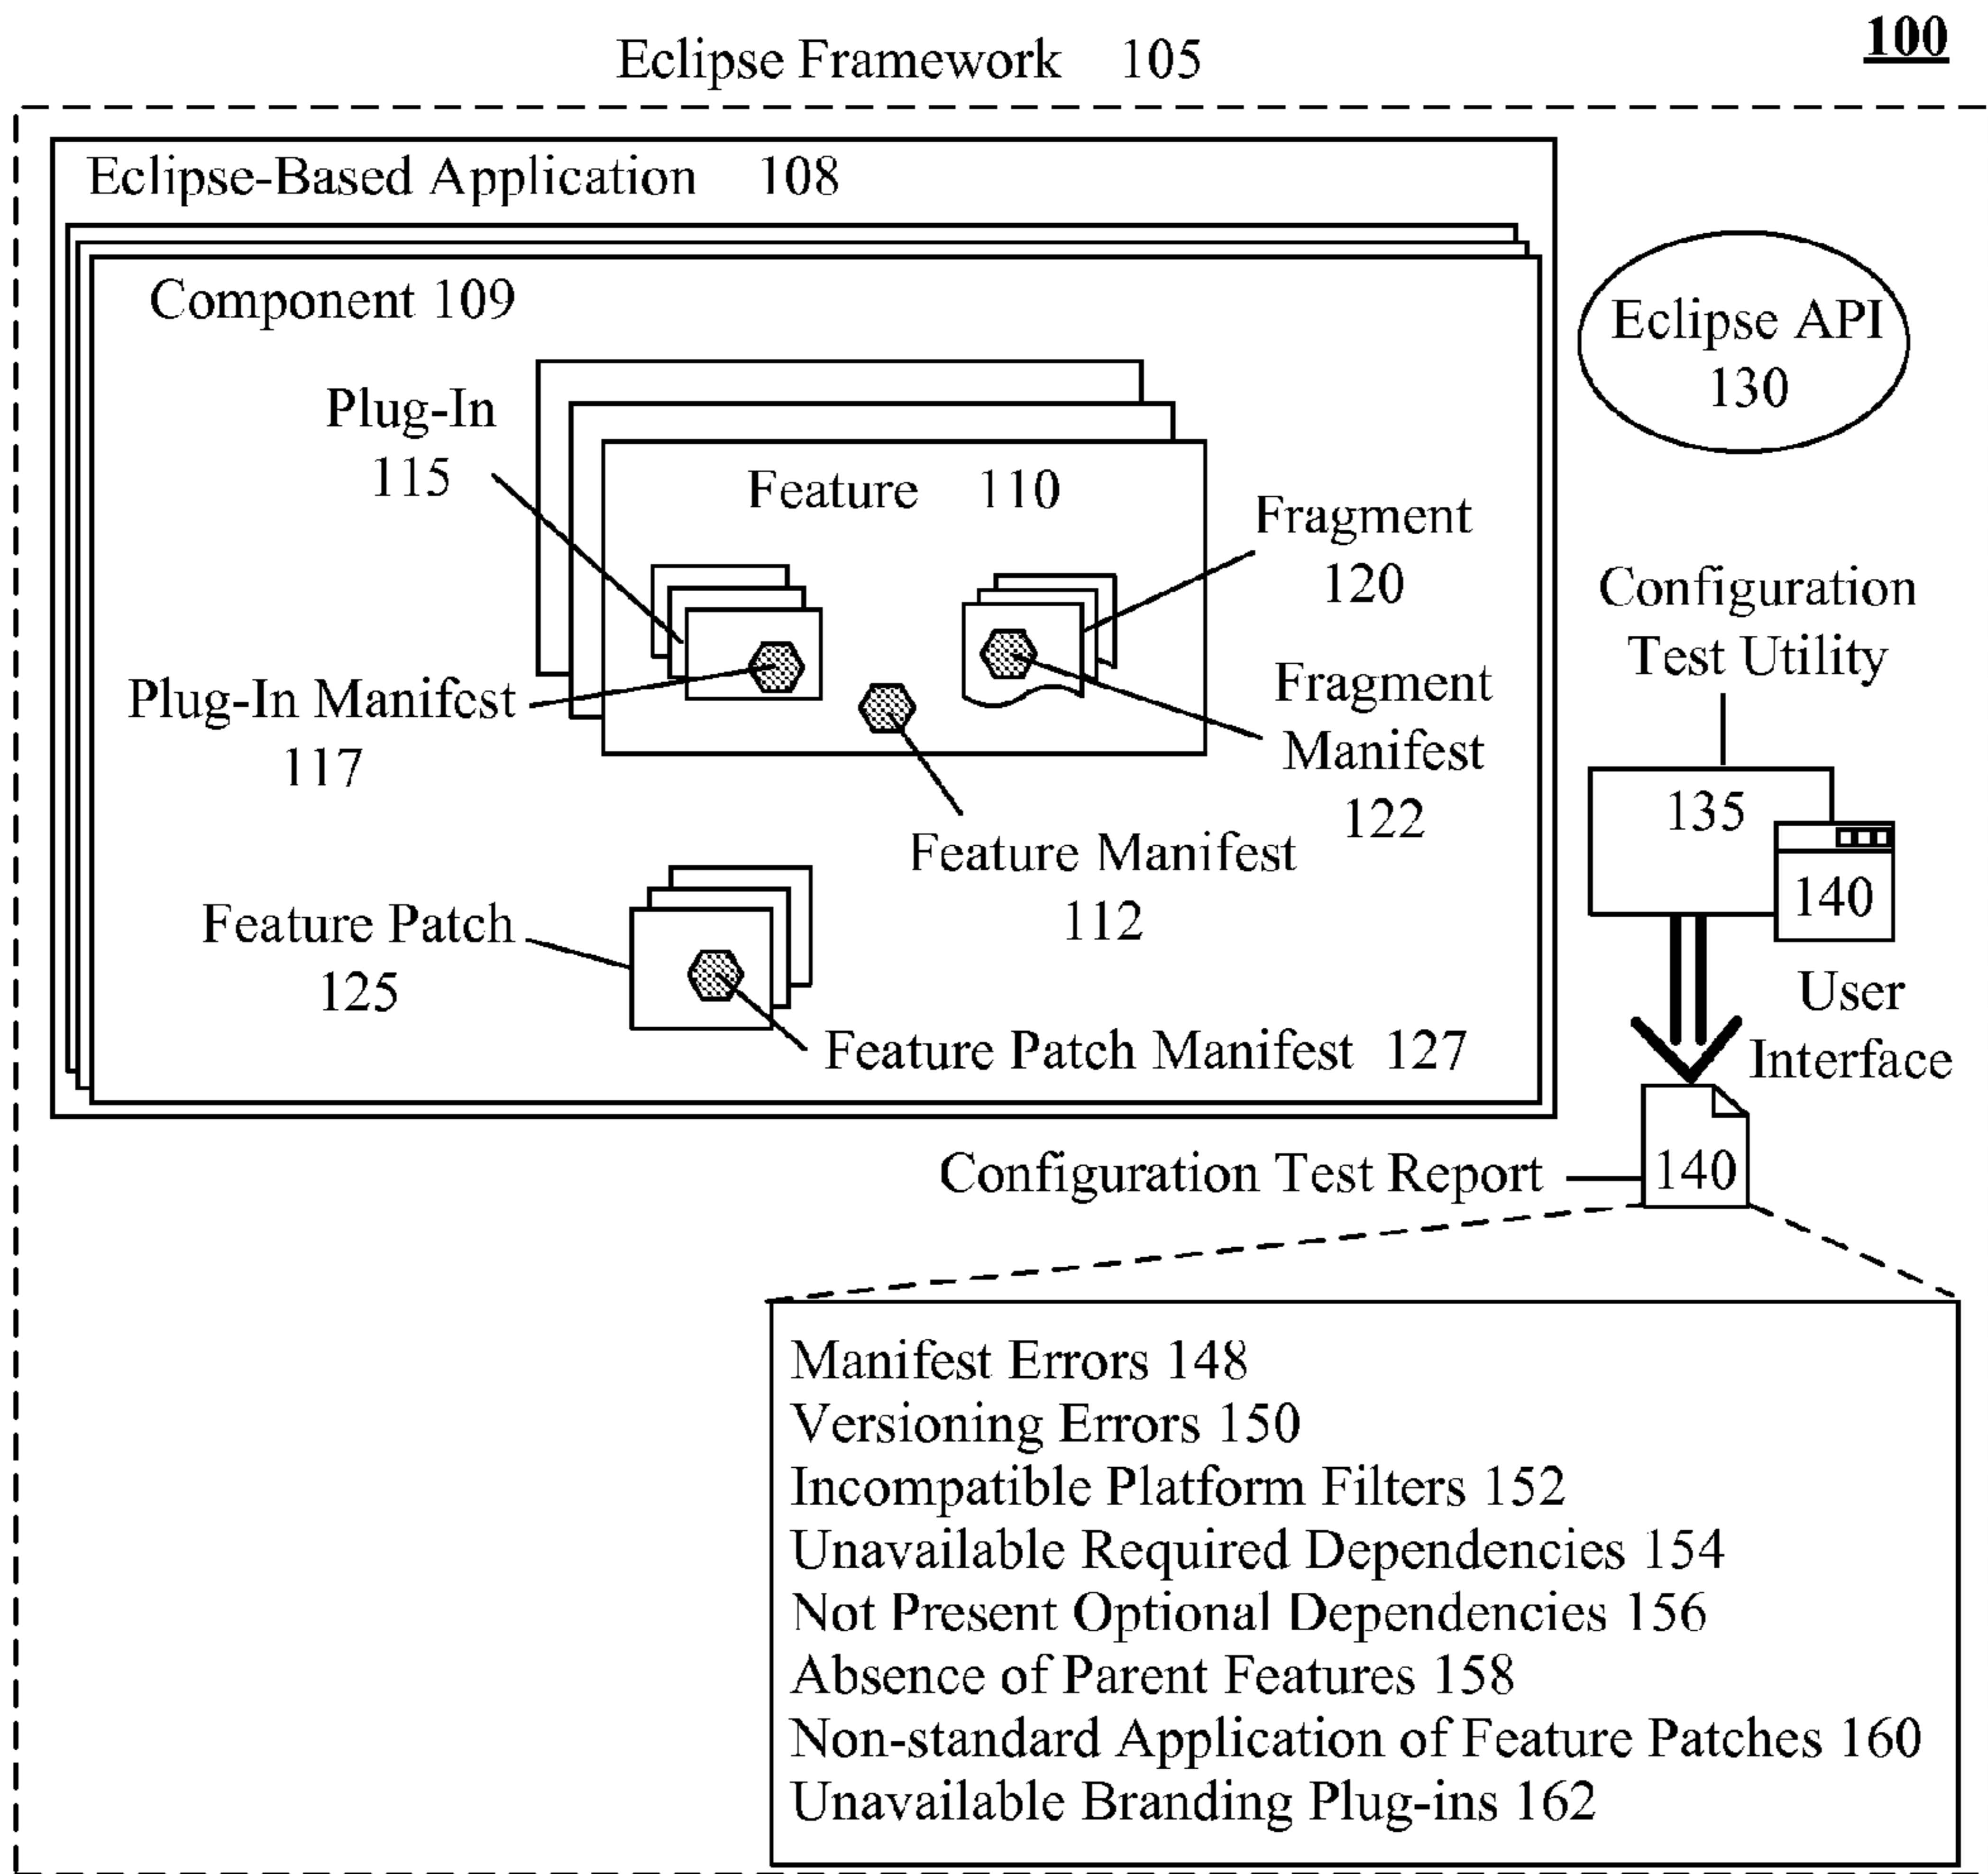 100
Eclipse Framework 105
Eclipse-Based Application 108
Component 109
Eclipse API
130
Plug-In
115
Feature 110
Fragment
120
Configuration
Test Utility
Plug-In Manifest
117
Fragment
Manifest
122
135
140
Feature Manifest
112
Feature Patch
125
User
Interface
Feature Patch Manifest 127
Configuration Test Report
140
Manifest Errors 148
Versioning Errors 150
Incompatible Platform Filters 152
Unavailable Required Dependencies 154
Not Present Optional Dependencies 156
Absence of Parent Features 158
Non-standard Application of Feature Patches 160
Unavailable Branding Plug-ins 162